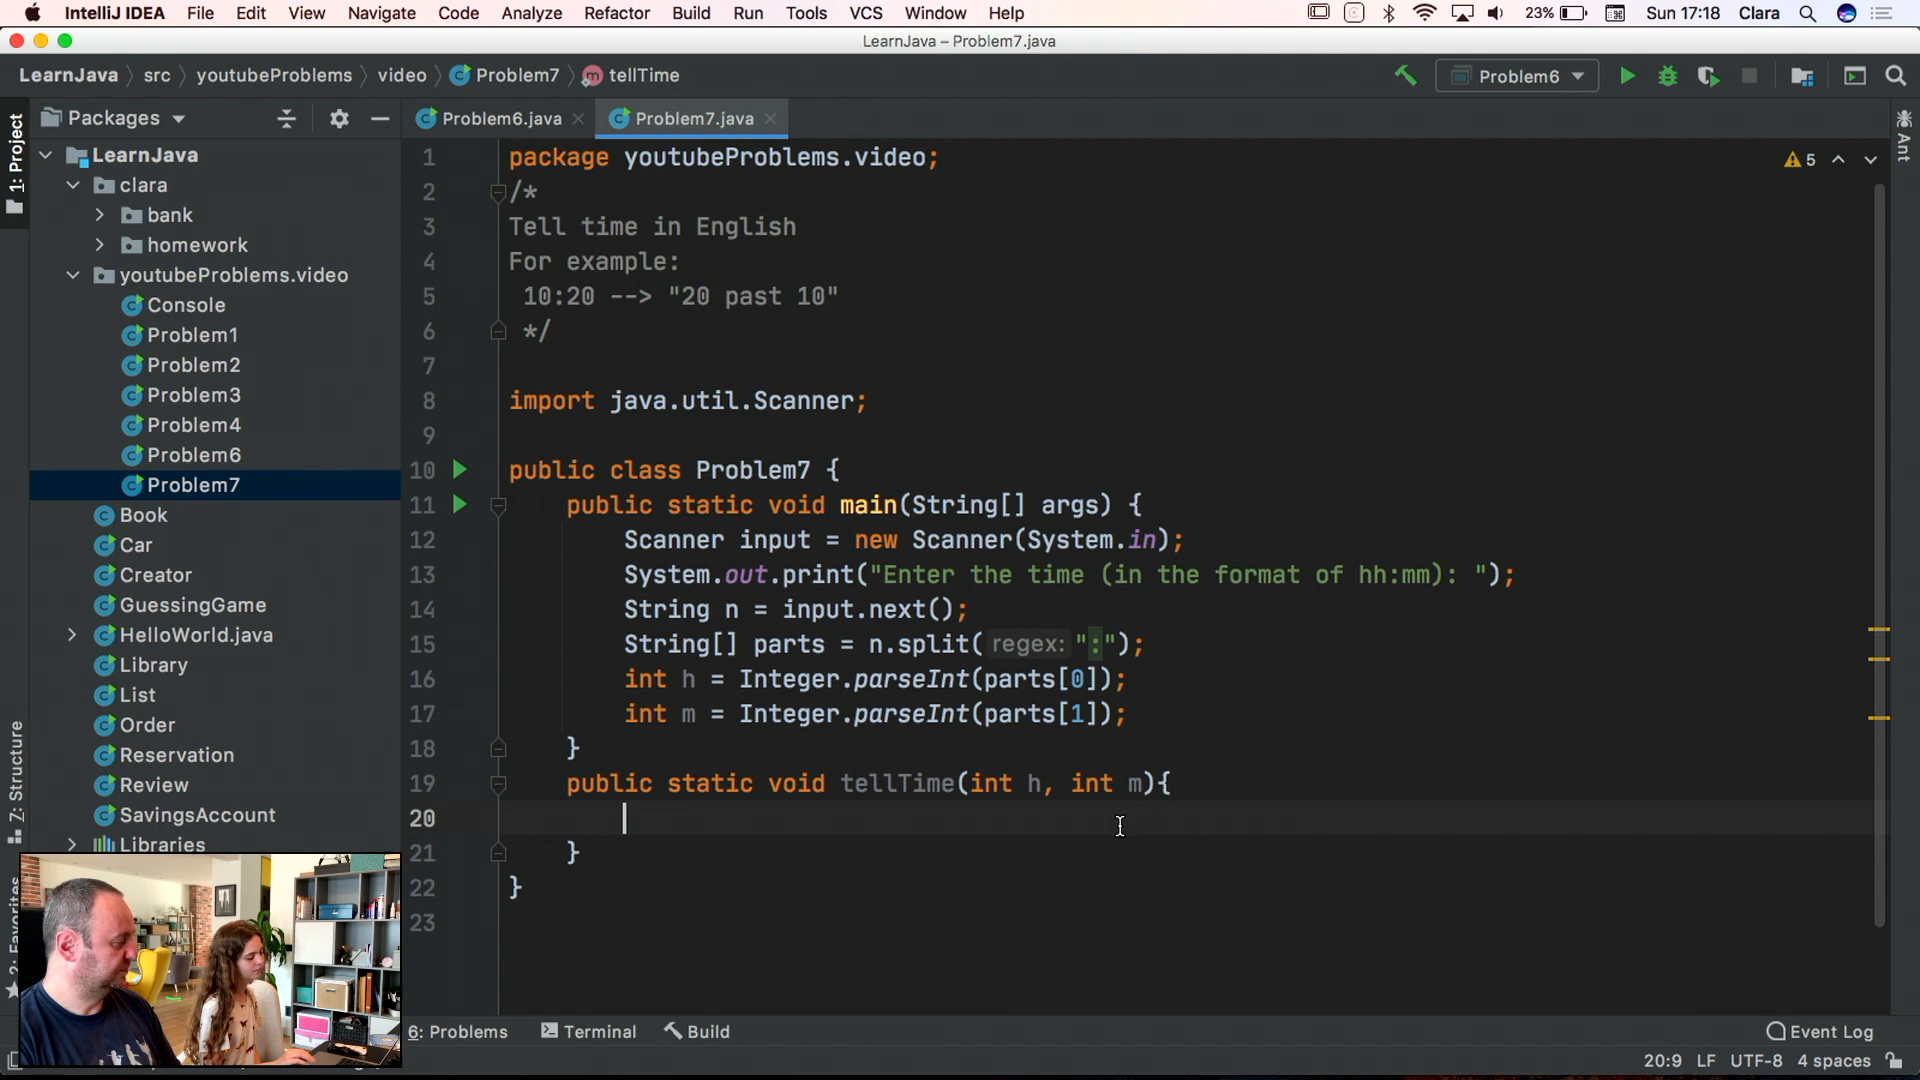 IntelliJ IDEA File Edit View Navigate Code Analyze Refactor Build Run Tools VCS Window Help 23% Sun 17:18 Clara
LearnJava – Problem7.java
LearnJava src youtubeProblems video Problem7 tellTime Problem6
1: Project
Packages
LearnJava
clara
bank
homework
youtubeProblems.video
Console
Problem1
Problem2
Problem3
Problem4
Problem6
Problem7
Book
Car
Creator
GuessingGame
HelloWorld.java
Library
List
Order
Reservation
Review
SavingsAccount
Libraries
7: Structure
2: Favorites
Problem6.java Problem7.java
Ant
5
1 package youtubeProblems.video;
2 /*
3 Tell time in English
4 For example:
5 10:20 --> "20 past 10"
6 */
7
8 import java.util.Scanner;
9
10 public class Problem7 {
11 public static void main(String[] args) {
12 Scanner input = new Scanner(System.in);
13 System.out.print("Enter the time (in the format of hh:mm): ");
14 String n = input.next();
15 String[] parts = n.split( regex: ":");
16 int h = Integer.parseInt(parts[0]);
17 int m = Integer.parseInt(parts[1]);
18 }
19 public static void tellTime(int h, int m){
20
21 }
22 }
23
6: Problems Terminal Build Event Log
20:9 LF UTF-8 4 spaces